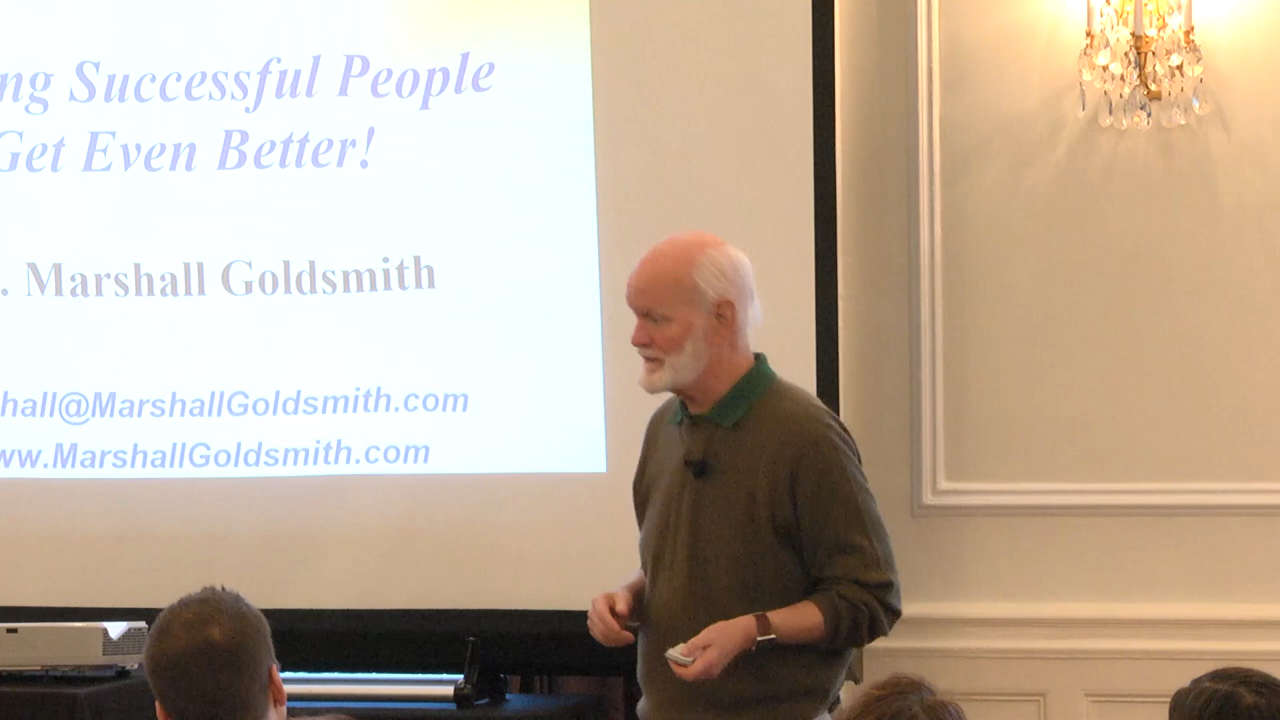 ng Successful People
Get Even Better!
. Marshall Goldsmith
hall@MarshallGoldsmith.com
ww.MarshallGoldsmith.com